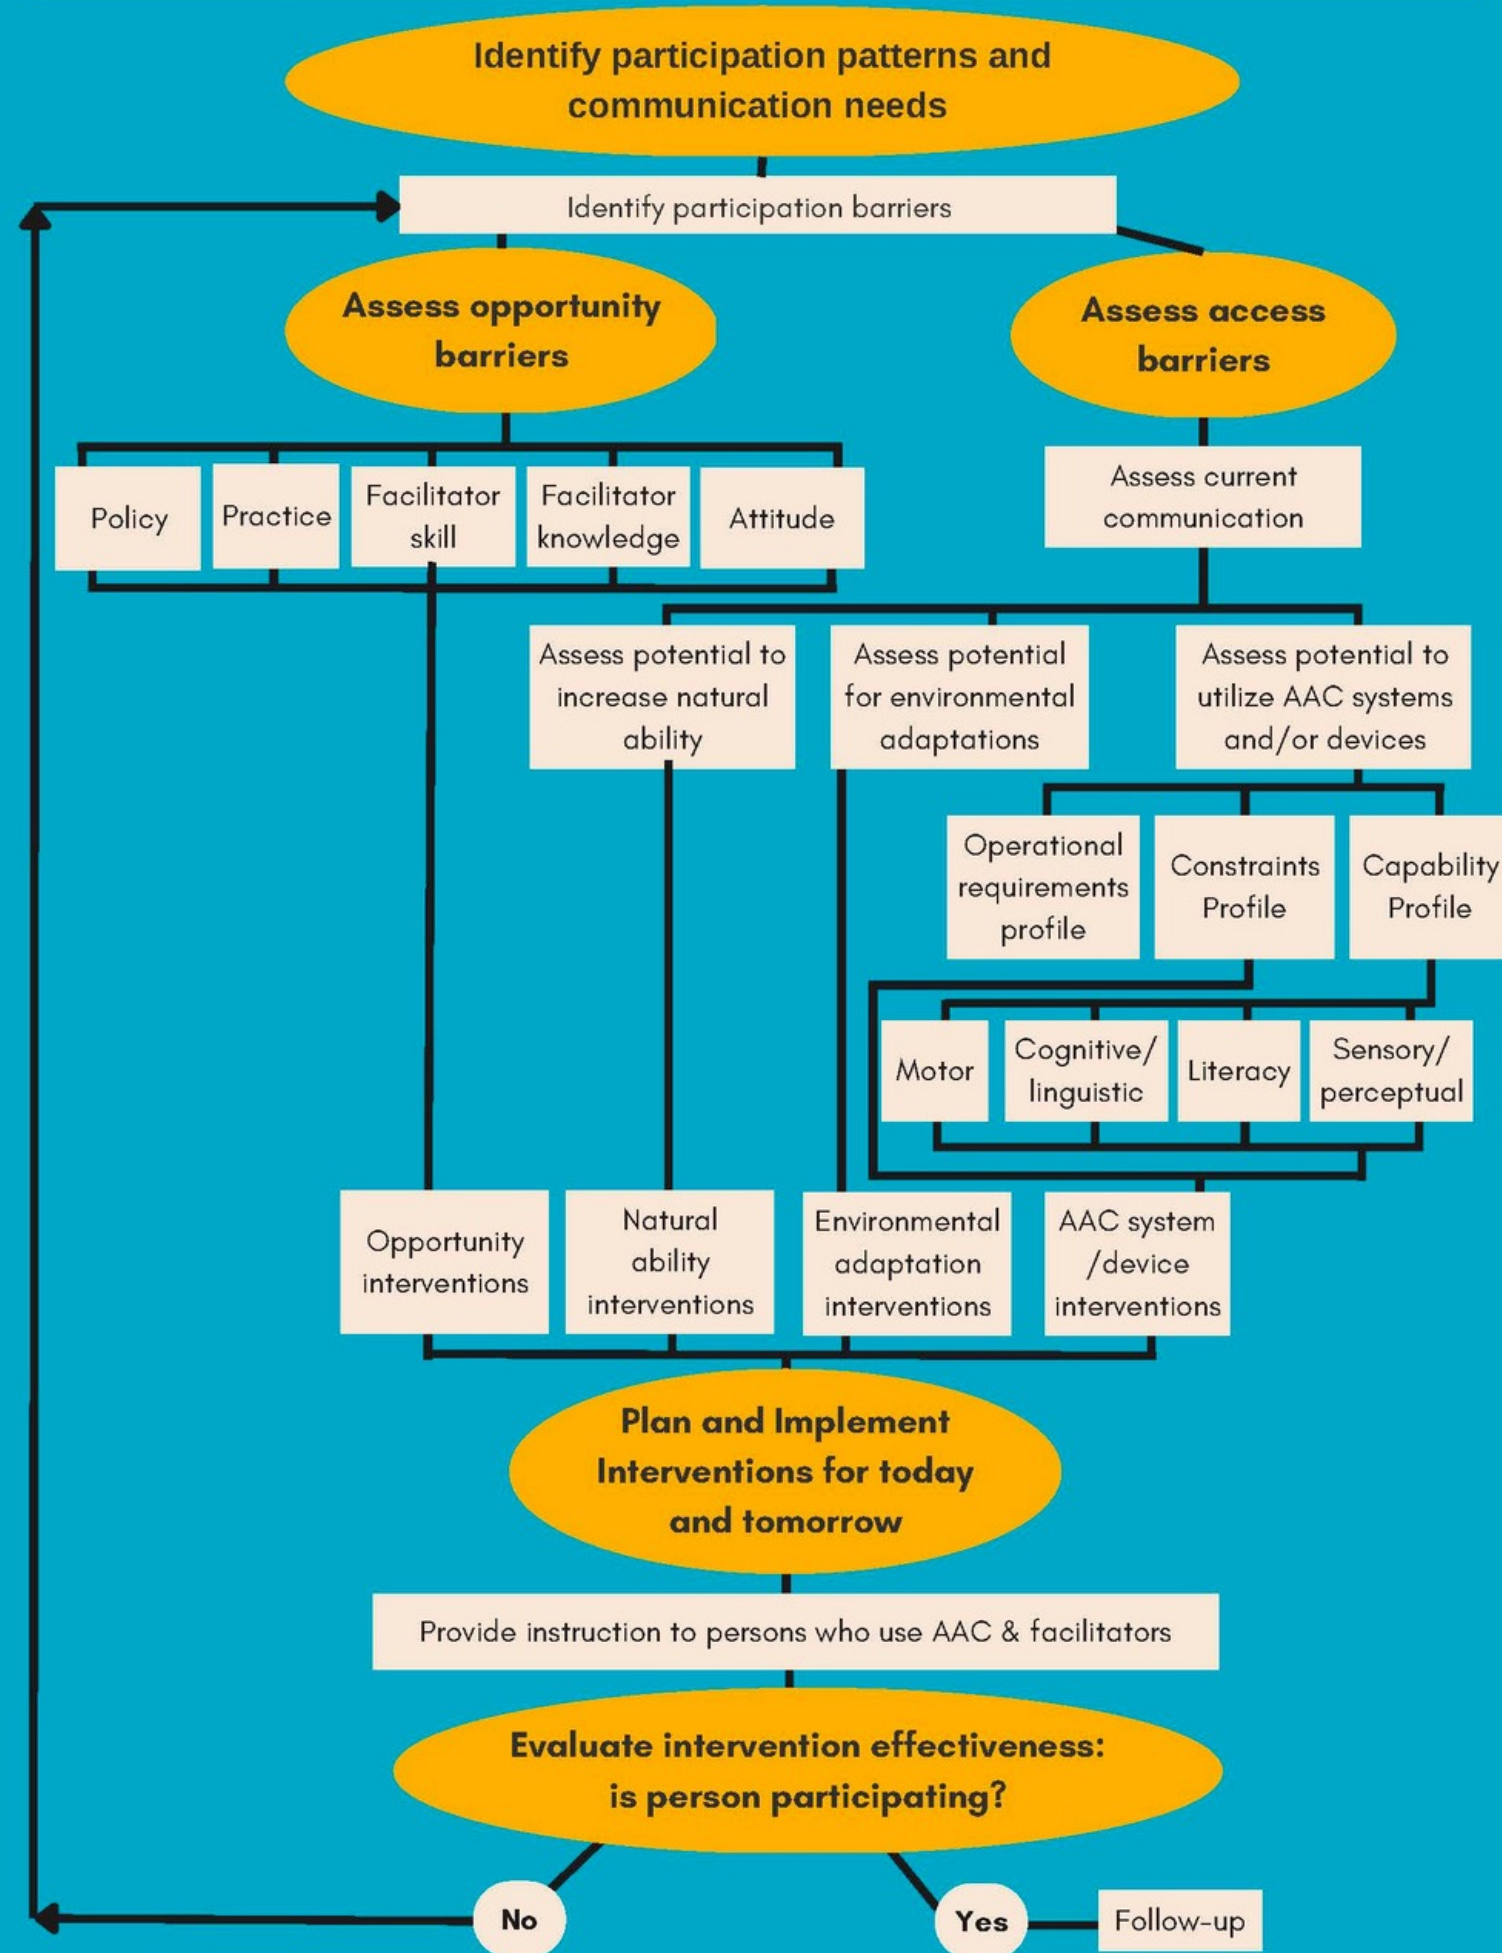 Identify participation patterns and
communication needs
Identify participation barriers
Assess opportunity
barriers
Assess access
barriers
Policy
Practice
Facilitator
skill
Facilitator
knowledge
Attitude
Assess current
communication
Assess potential to
increase natural
ability
Assess potential
for environmental
adaptations
Assess potential to
utilize AAC systems
and/or devices
Operational
requirements
profile
Constraints
Profile
Capability
Profile
Motor
Cognitive/
linguistic
Literacy
Sensory/
perceptual
Opportunity
interventions
Natural
ability
interventions
Environmental
adaptation
interventions
AAC system
/device
interventions
Plan and Implement
Interventions for today
and tomorrow
Provide instruction to persons who use AAC & facilitators
Evaluate intervention effectiveness:
is person participating?
No
Yes
Follow-up